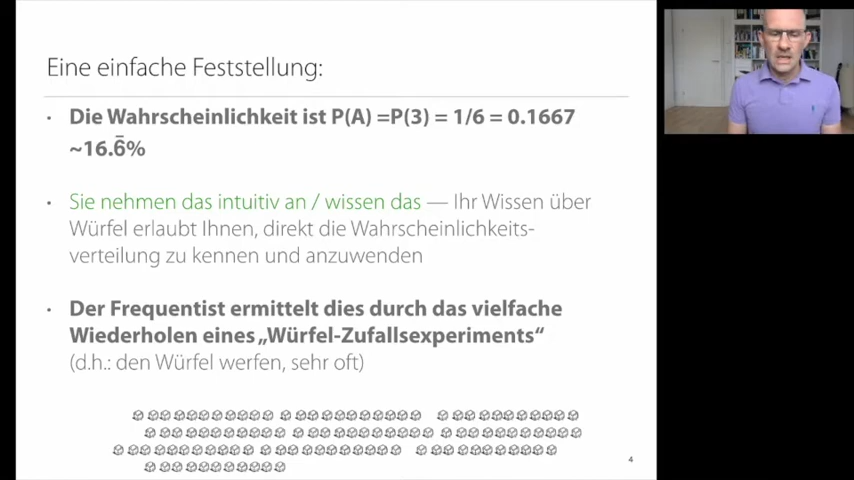 Eine einfache Feststellung:
• Die Wahrscheinlichkeit ist P(A) =P(3) = 1/6 = 0.1667
~16.6̄%
• Sie nehmen das intuitiv an / wissen das — Ihr Wissen über
Würfel erlaubt Ihnen, direkt die Wahrscheinlichkeits-
verteilung zu kennen und anzuwenden
• Der Frequentist ermittelt dies durch das vielfache
Wiederholen eines „Würfel-Zufallsexperiments“
(d.h.: den Würfel werfen, sehr oft)
4